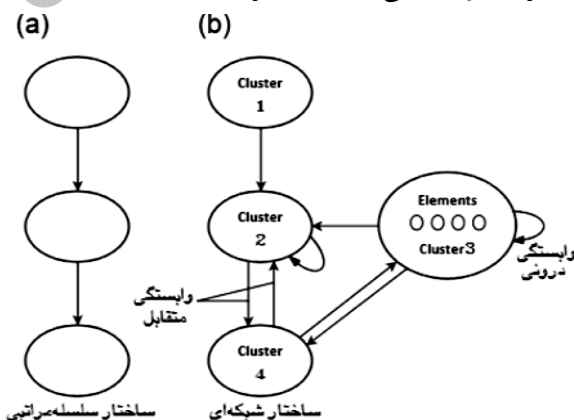 (a)
(b)
Cluster
1
Cluster
2
Elements
Cluster3
وابستگی
درونی
وابستگی
متقابل
Cluster
4
ساختار سلسله‌مراتبی
ساختار شبکه‌ای